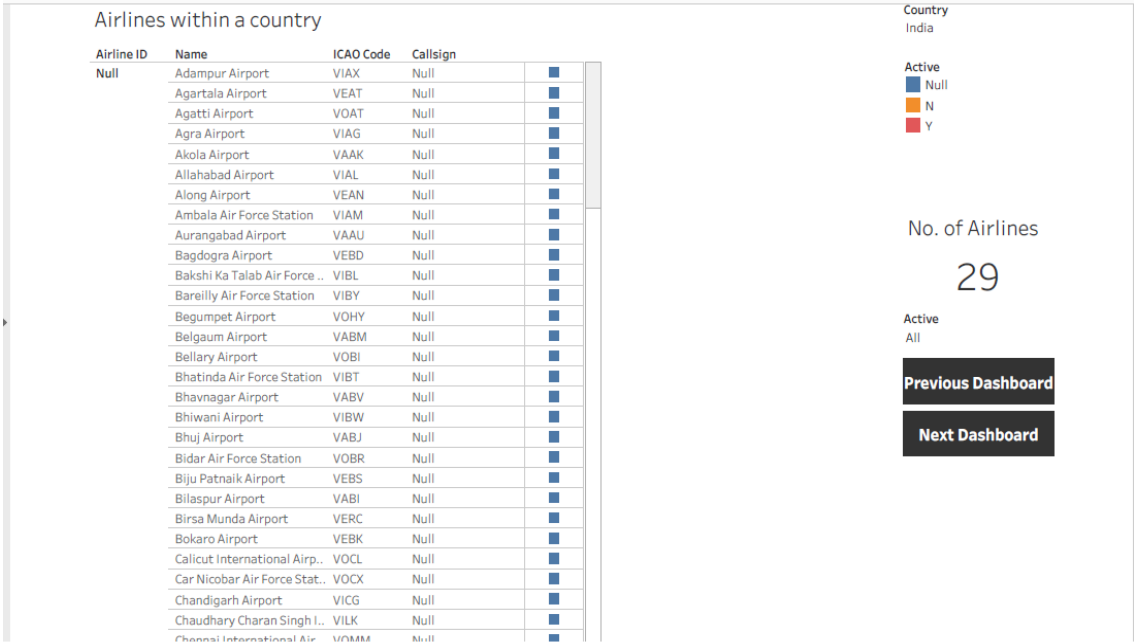 Airlines within a country
Airline ID Name ICAO Code Callsign
Null Adampur Airport VIAX Null
Agartala Airport VEAT Null
Agatti Airport VOAT Null
Agra Airport VIAG Null
Akola Airport VAAK Null
Allahabad Airport VIAL Null
Along Airport VEAN Null
Ambala Air Force Station VIAM Null
Aurangabad Airport VAAU Null
Bagdogra Airport VEBD Null
Bakshi Ka Talab Air Force .. VIBL Null
Bareilly Air Force Station VIBY Null
Begumpet Airport VOHY Null
Belgaum Airport VABM Null
Bellary Airport VOBI Null
Bhatinda Air Force Station VIBT Null
Bhavnagar Airport VABV Null
Bhiwani Airport VIBW Null
Bhuj Airport VABJ Null
Bidar Air Force Station VOBR Null
Biju Patnaik Airport VEBS Null
Bilaspur Airport VABI Null
Birsa Munda Airport VERC Null
Bokaro Airport VEBK Null
Calicut International Airp.. VOCL Null
Car Nicobar Air Force Stat.. VOCX Null
Chandigarh Airport VICG Null
Chaudhary Charan Singh I.. VILK Null
Chennai International Air.. VOMM Null
Country
India
Active
Null
N
Y
No. of Airlines
29
Active
All
Previous Dashboard
Next Dashboard